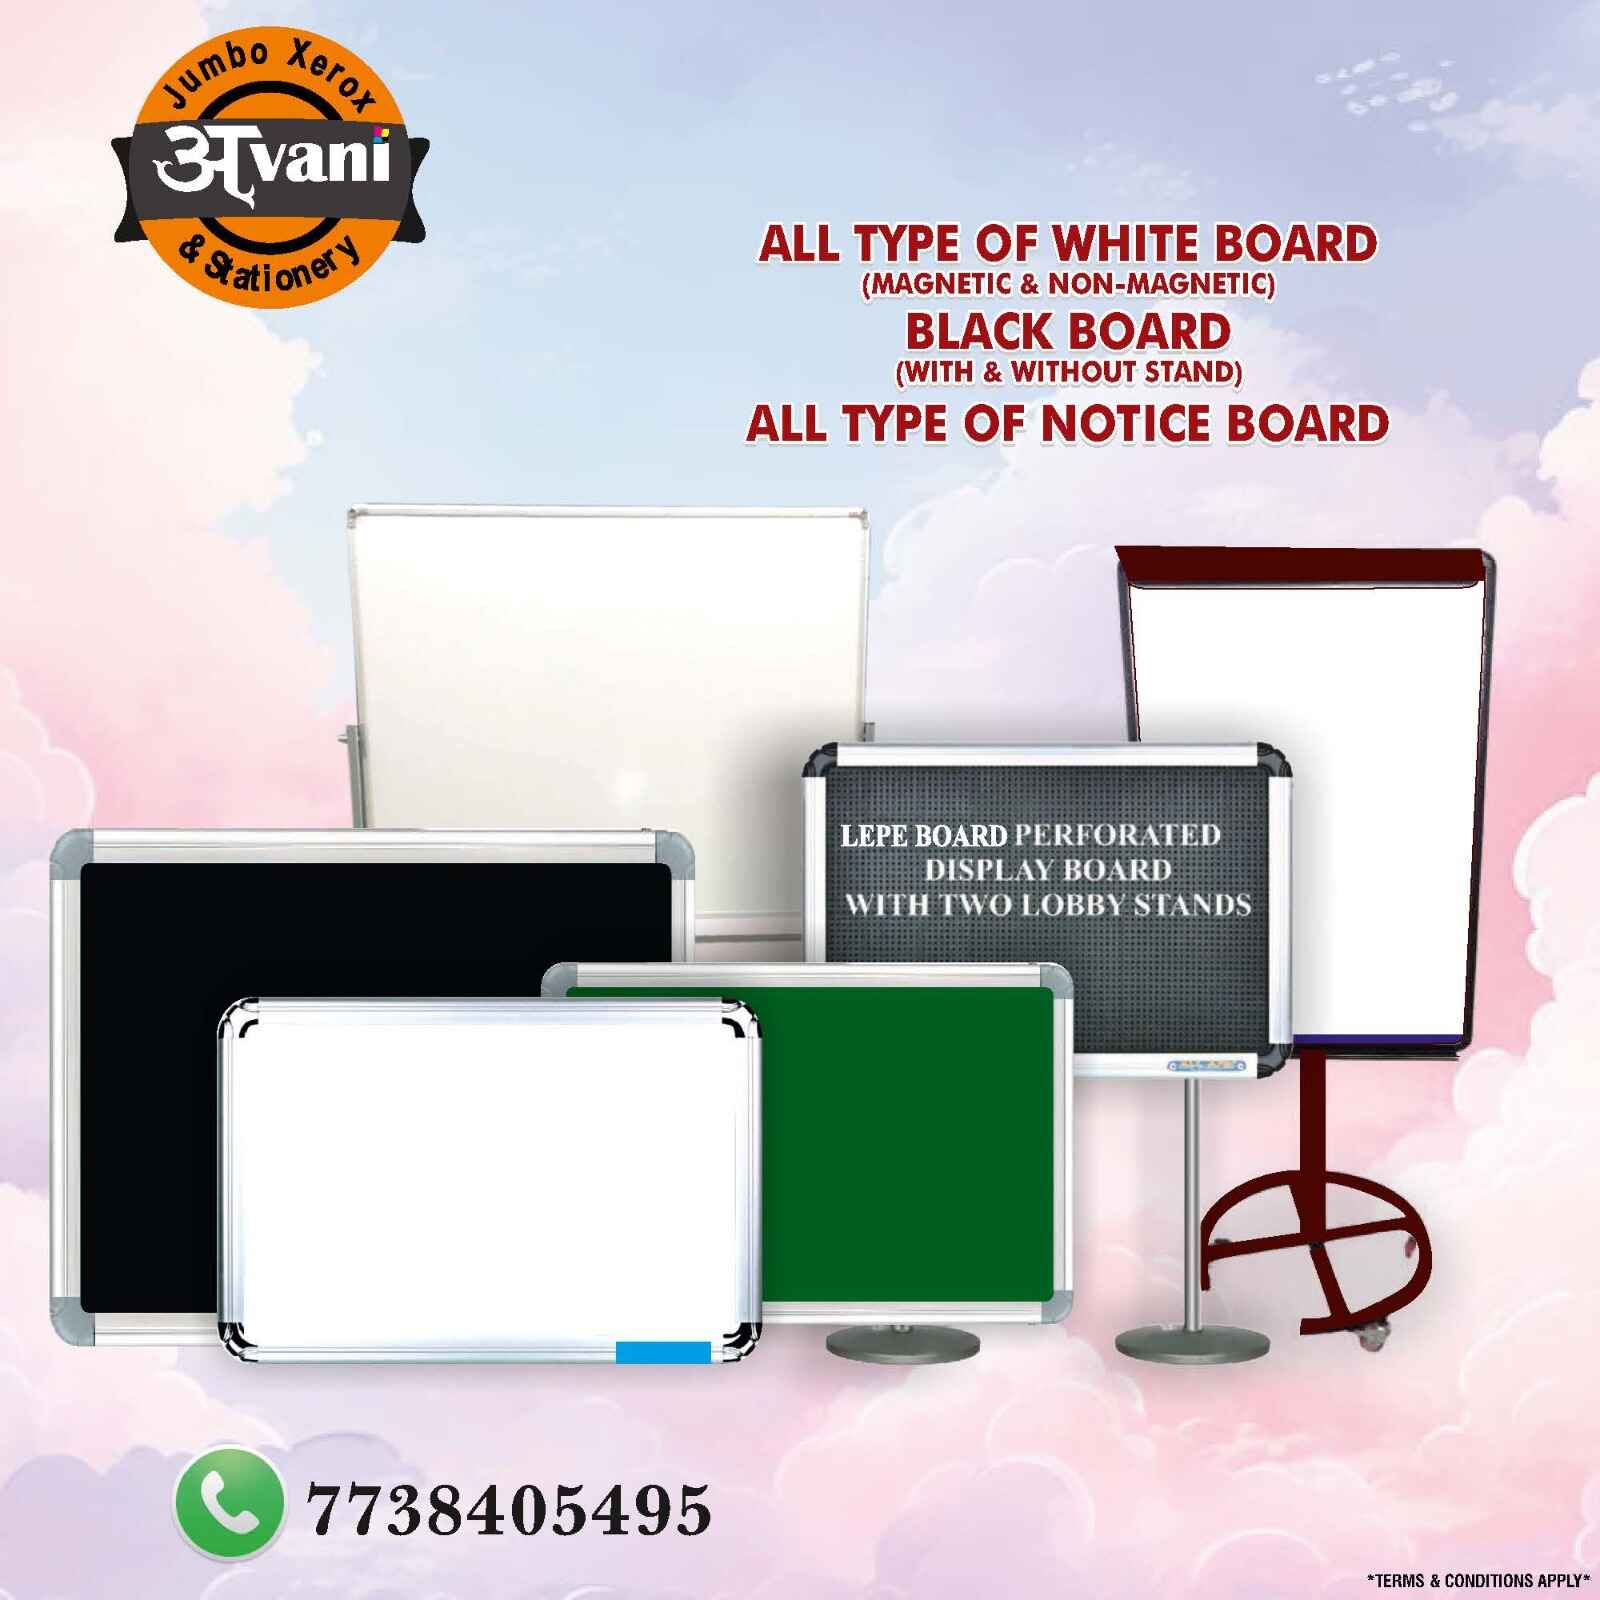 Jumbo Xerox
अvani
& Stationery
ALL TYPE OF WHITE BOARD
(MAGNETIC & NON-MAGNETIC)
BLACK BOARD
(WITH & WITHOUT STAND)
ALL TYPE OF NOTICE BOARD
LEPE BOARD PERFORATED
DISPLAY BOARD
WITH TWO LOBBY STANDS
7738405495
*TERMS & CONDITIONS APPLY*